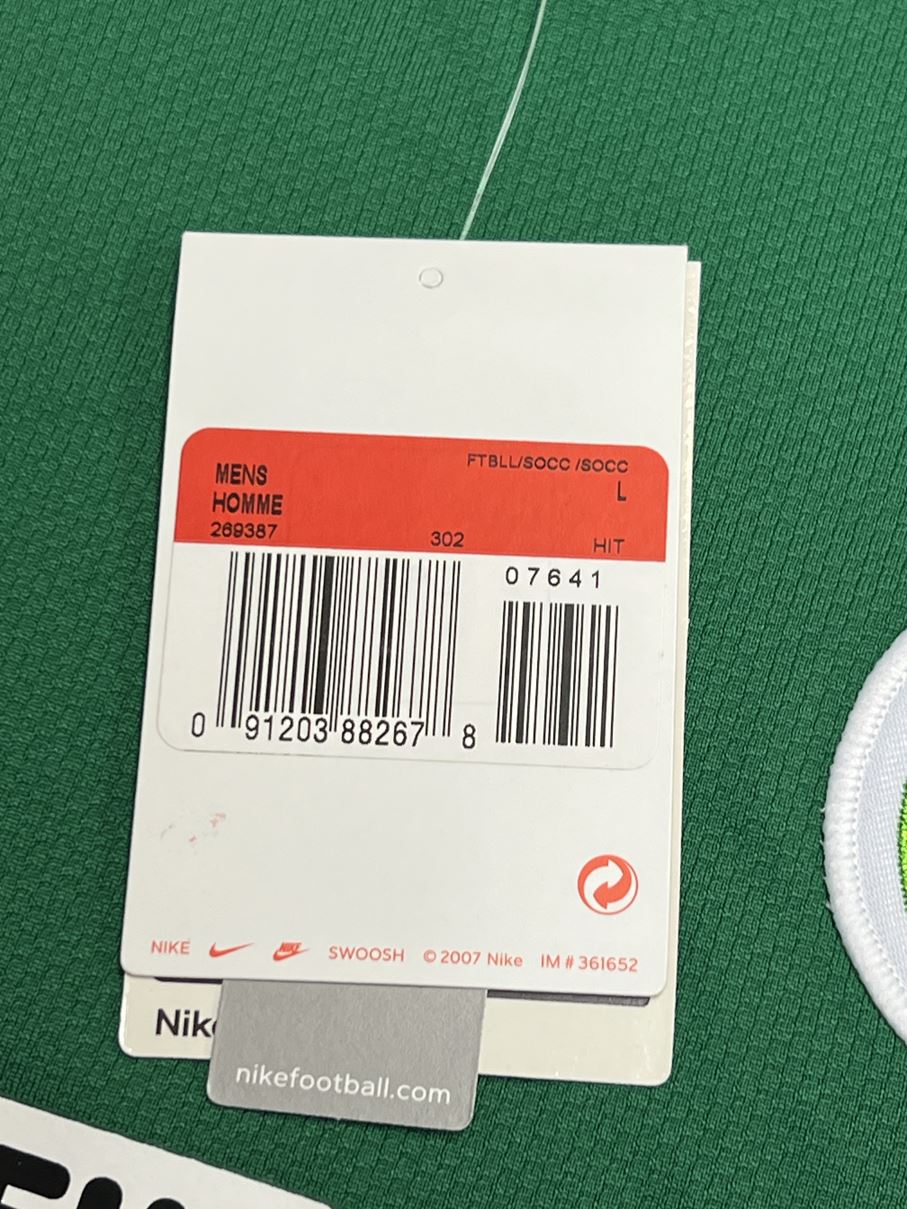 FTBLL/SOCC /SOCC
MENS
L
HOMME
269387 302 HIT
07641
0 91203 88267 8
NIKE SWOOSH © 2007 Nike IM # 361652
nikefootball.com